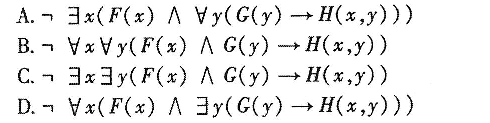 A. ¬ ∃x(F(x) ∧ ∀y(G(y) → H(x,y)))
B. ¬ ∀x∀y(F(x) ∧ G(y) → H(x,y))
C. ¬ ∃x∃y(F(x) ∧ G(y) → H(x,y))
D. ¬ ∀x(F(x) ∧ ∃y(G(y) → H(x,y)))